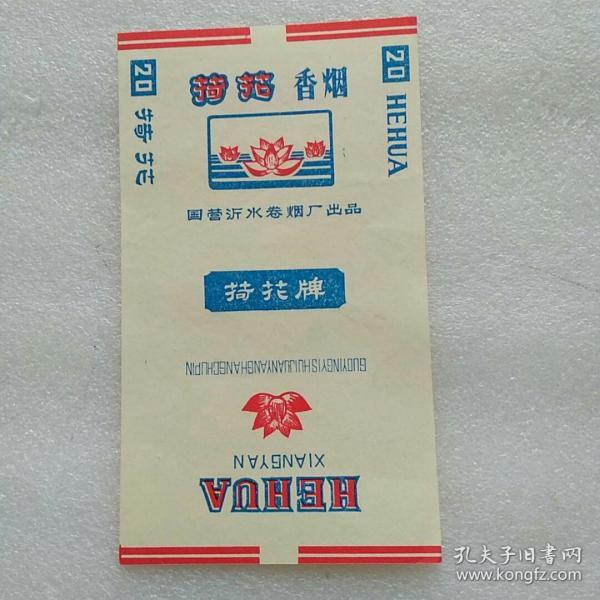 荷花 香烟
国营沂水卷烟厂出品
荷花牌
GUOYINGYISHUIJUANYANGHANGCHUPIN
XIANGYAN
HEHUA
20 荷花
20 HEHUA
孔夫子旧书网
www.kongfz.com